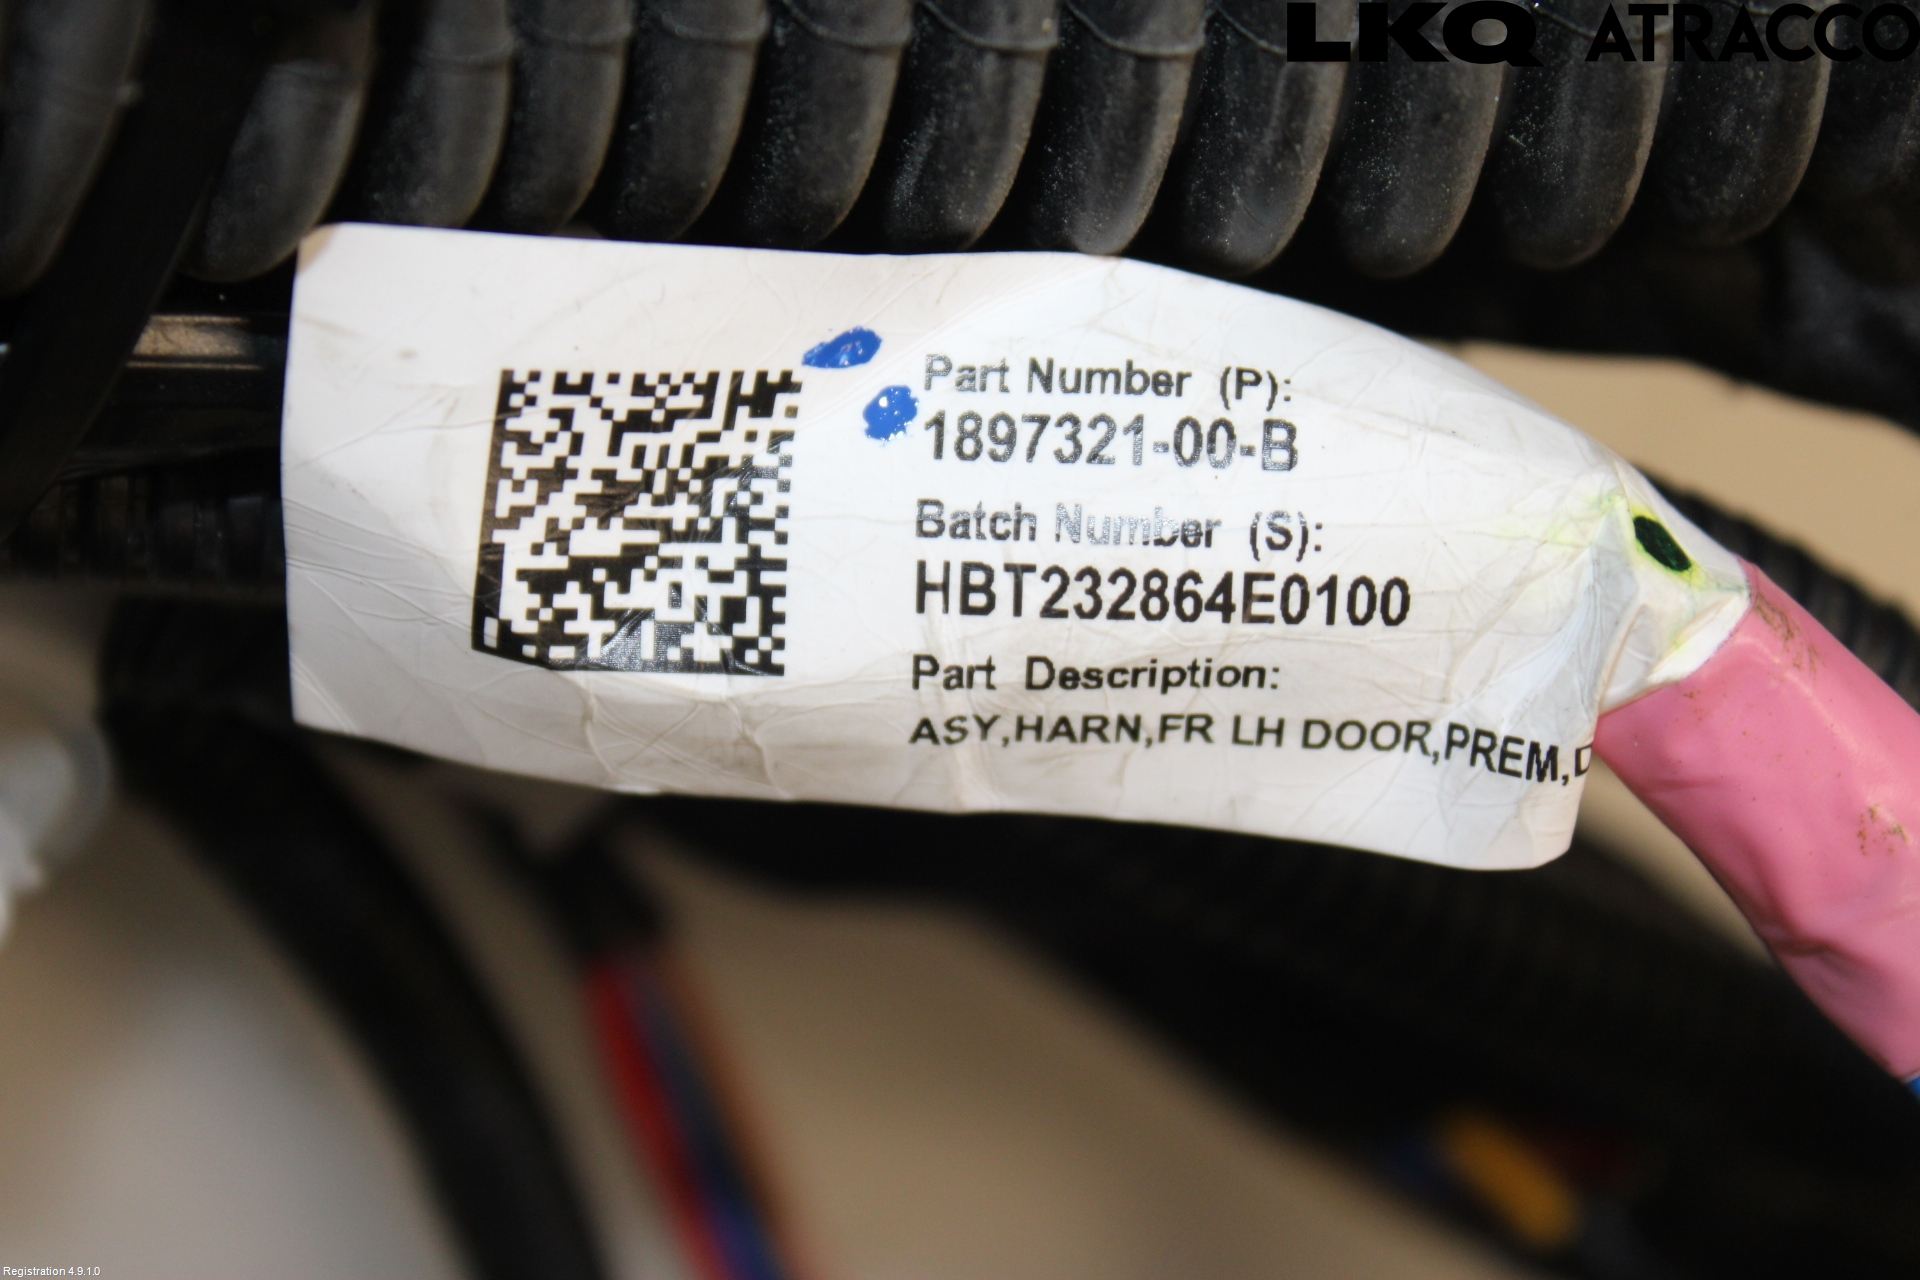 LKQ ATRACCO
Part Number (P):
1897321-00-B
Batch Number (S):
HBT232864E0100
Part Description:
ASY,HARN,FR LH DOOR,PREM,
Registration 4.9.1.0